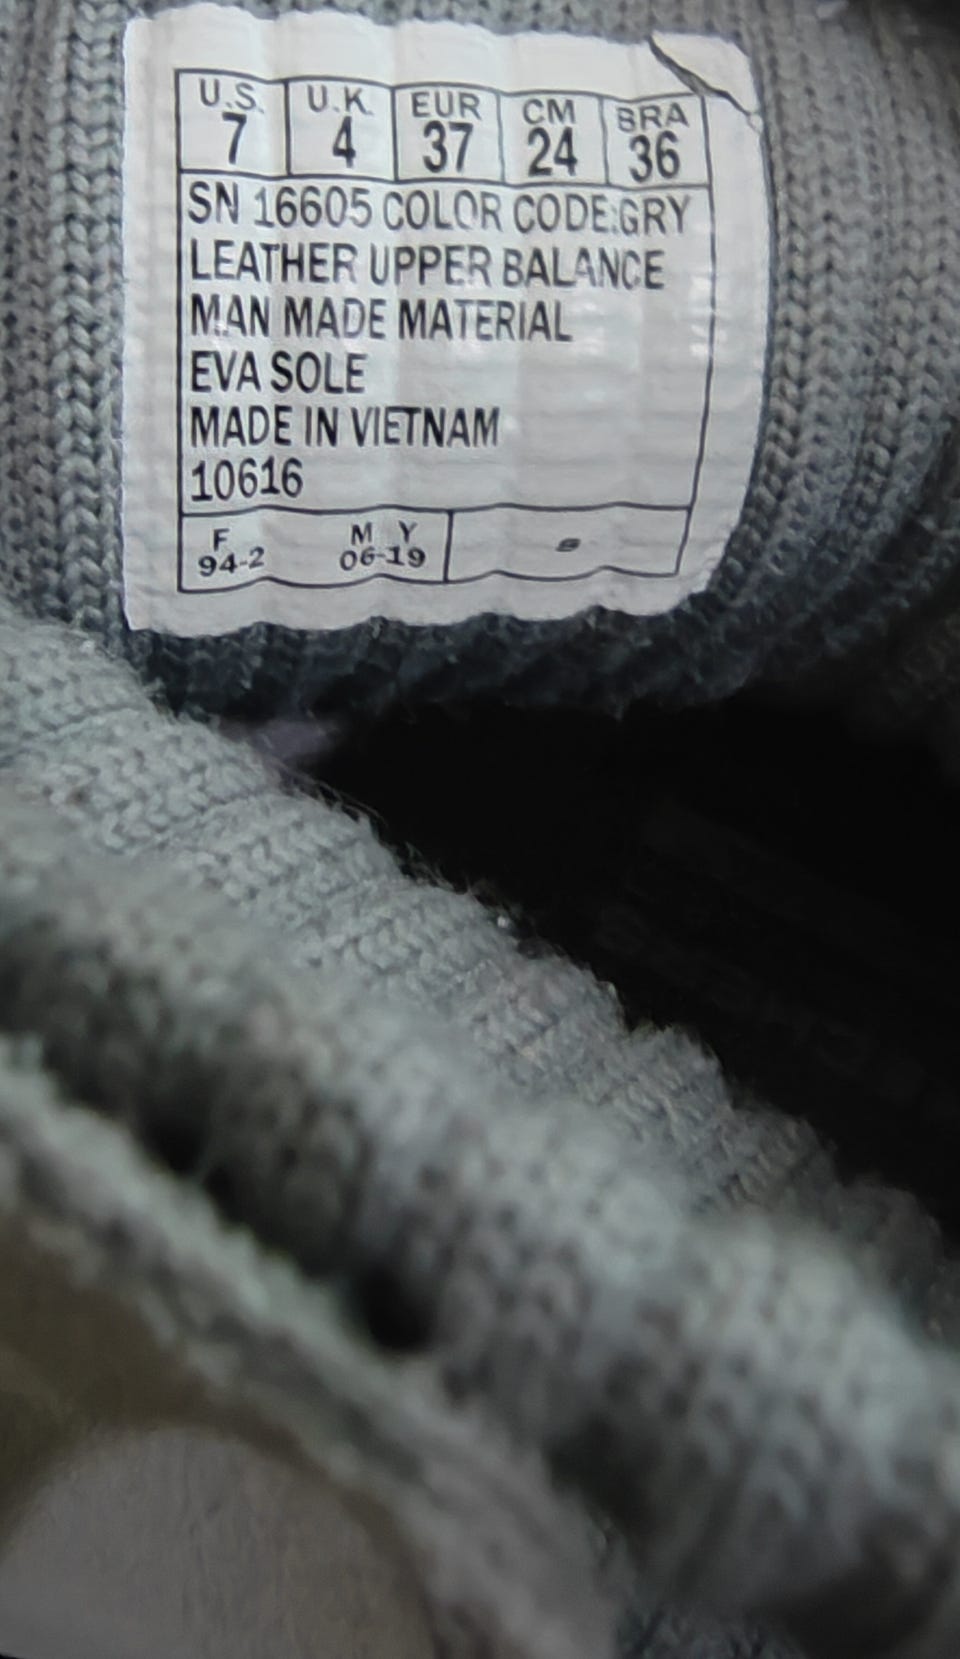 U.S. U.K. EUR CM BRA
7 4 37 24 36
SN 16605 COLOR CODE:GRY
LEATHER UPPER BALANCE
MAN MADE MATERIAL
EVA SOLE
MADE IN VIETNAM
10616
F M Y
94-2 06-19